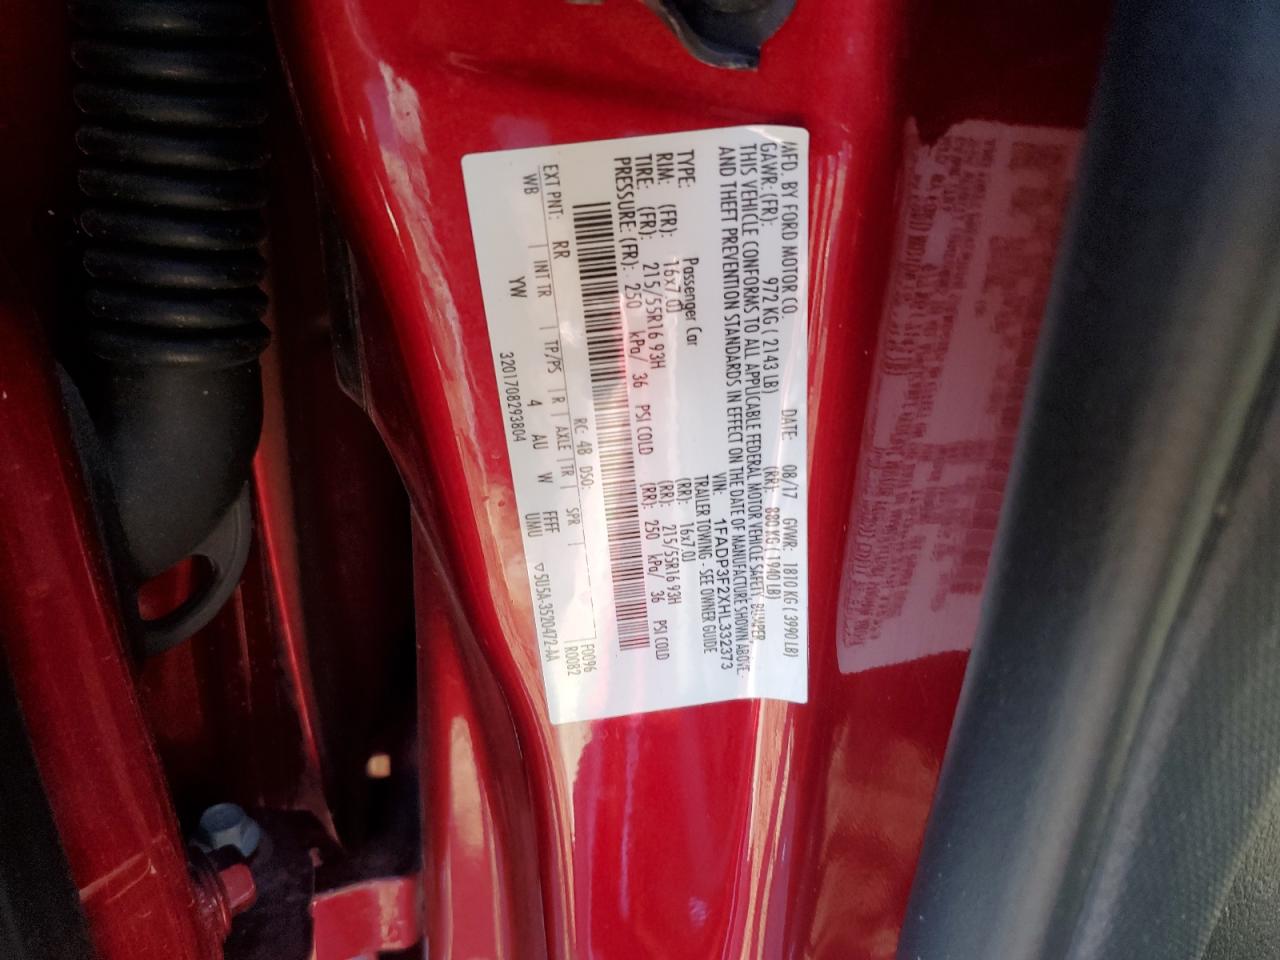 MFD. BY FORD MOTOR CO. DATE: 08/17 GVWR: 1810 KG ( 3990 LB)
GAWR: (FR): 972 KG ( 2143 LB) (RR): 880 KG ( 1940 LB)
THIS VEHICLE CONFORMS TO ALL APPLICABLE FEDERAL MOTOR VEHICLE SAFETY, BUMPER,
AND THEFT PREVENTION STANDARDS IN EFFECT ON THE DATE OF MANUFACTURE SHOWN ABOVE.
VIN: 1FADP3F2XHL332373
TYPE: Passenger Car TRAILER TOWING - SEE OWNER GUIDE
RIM: (FR): 16x7.0J (RR): 16x7.0J
TIRE: (FR): 215/55R16 93H (RR): 215/55R16 93H
PRESSURE: (FR): 250 kPa/ 36 PSI COLD (RR): 250 kPa/ 36 PSI COLD
F0096
RC: 4B DSO: R0082
EXT PNT: RR
WB | INT TR | TP/PS | R | AXLE | TR | SPR |
YW 4 AU W FFFF
UMU ▽5U5A-3520472-AA
3201708293804